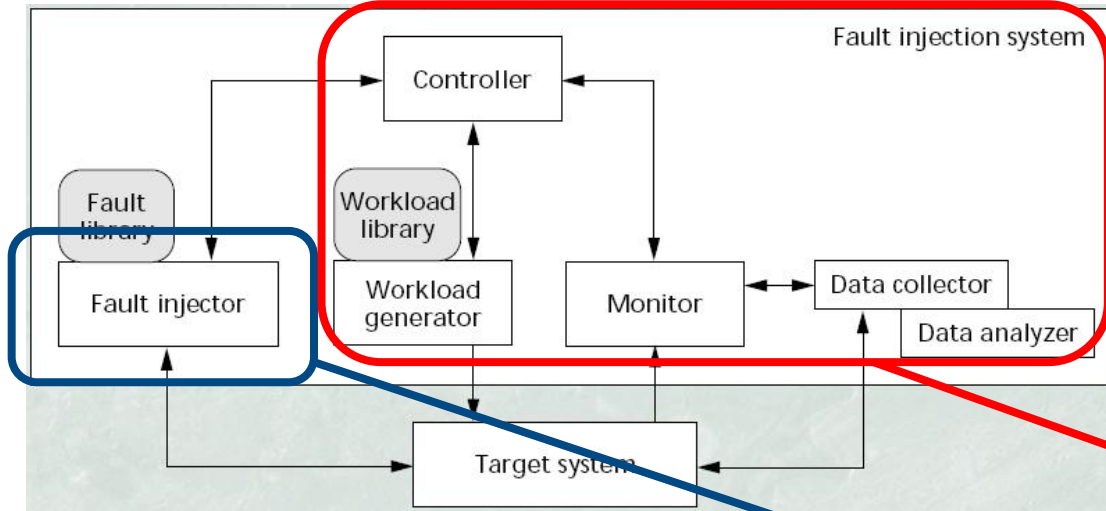 Fault injection system
Controller
Fault
library
Workload
library
Fault injector
Workload
generator
Monitor
Data collector
Data analyzer
Target system